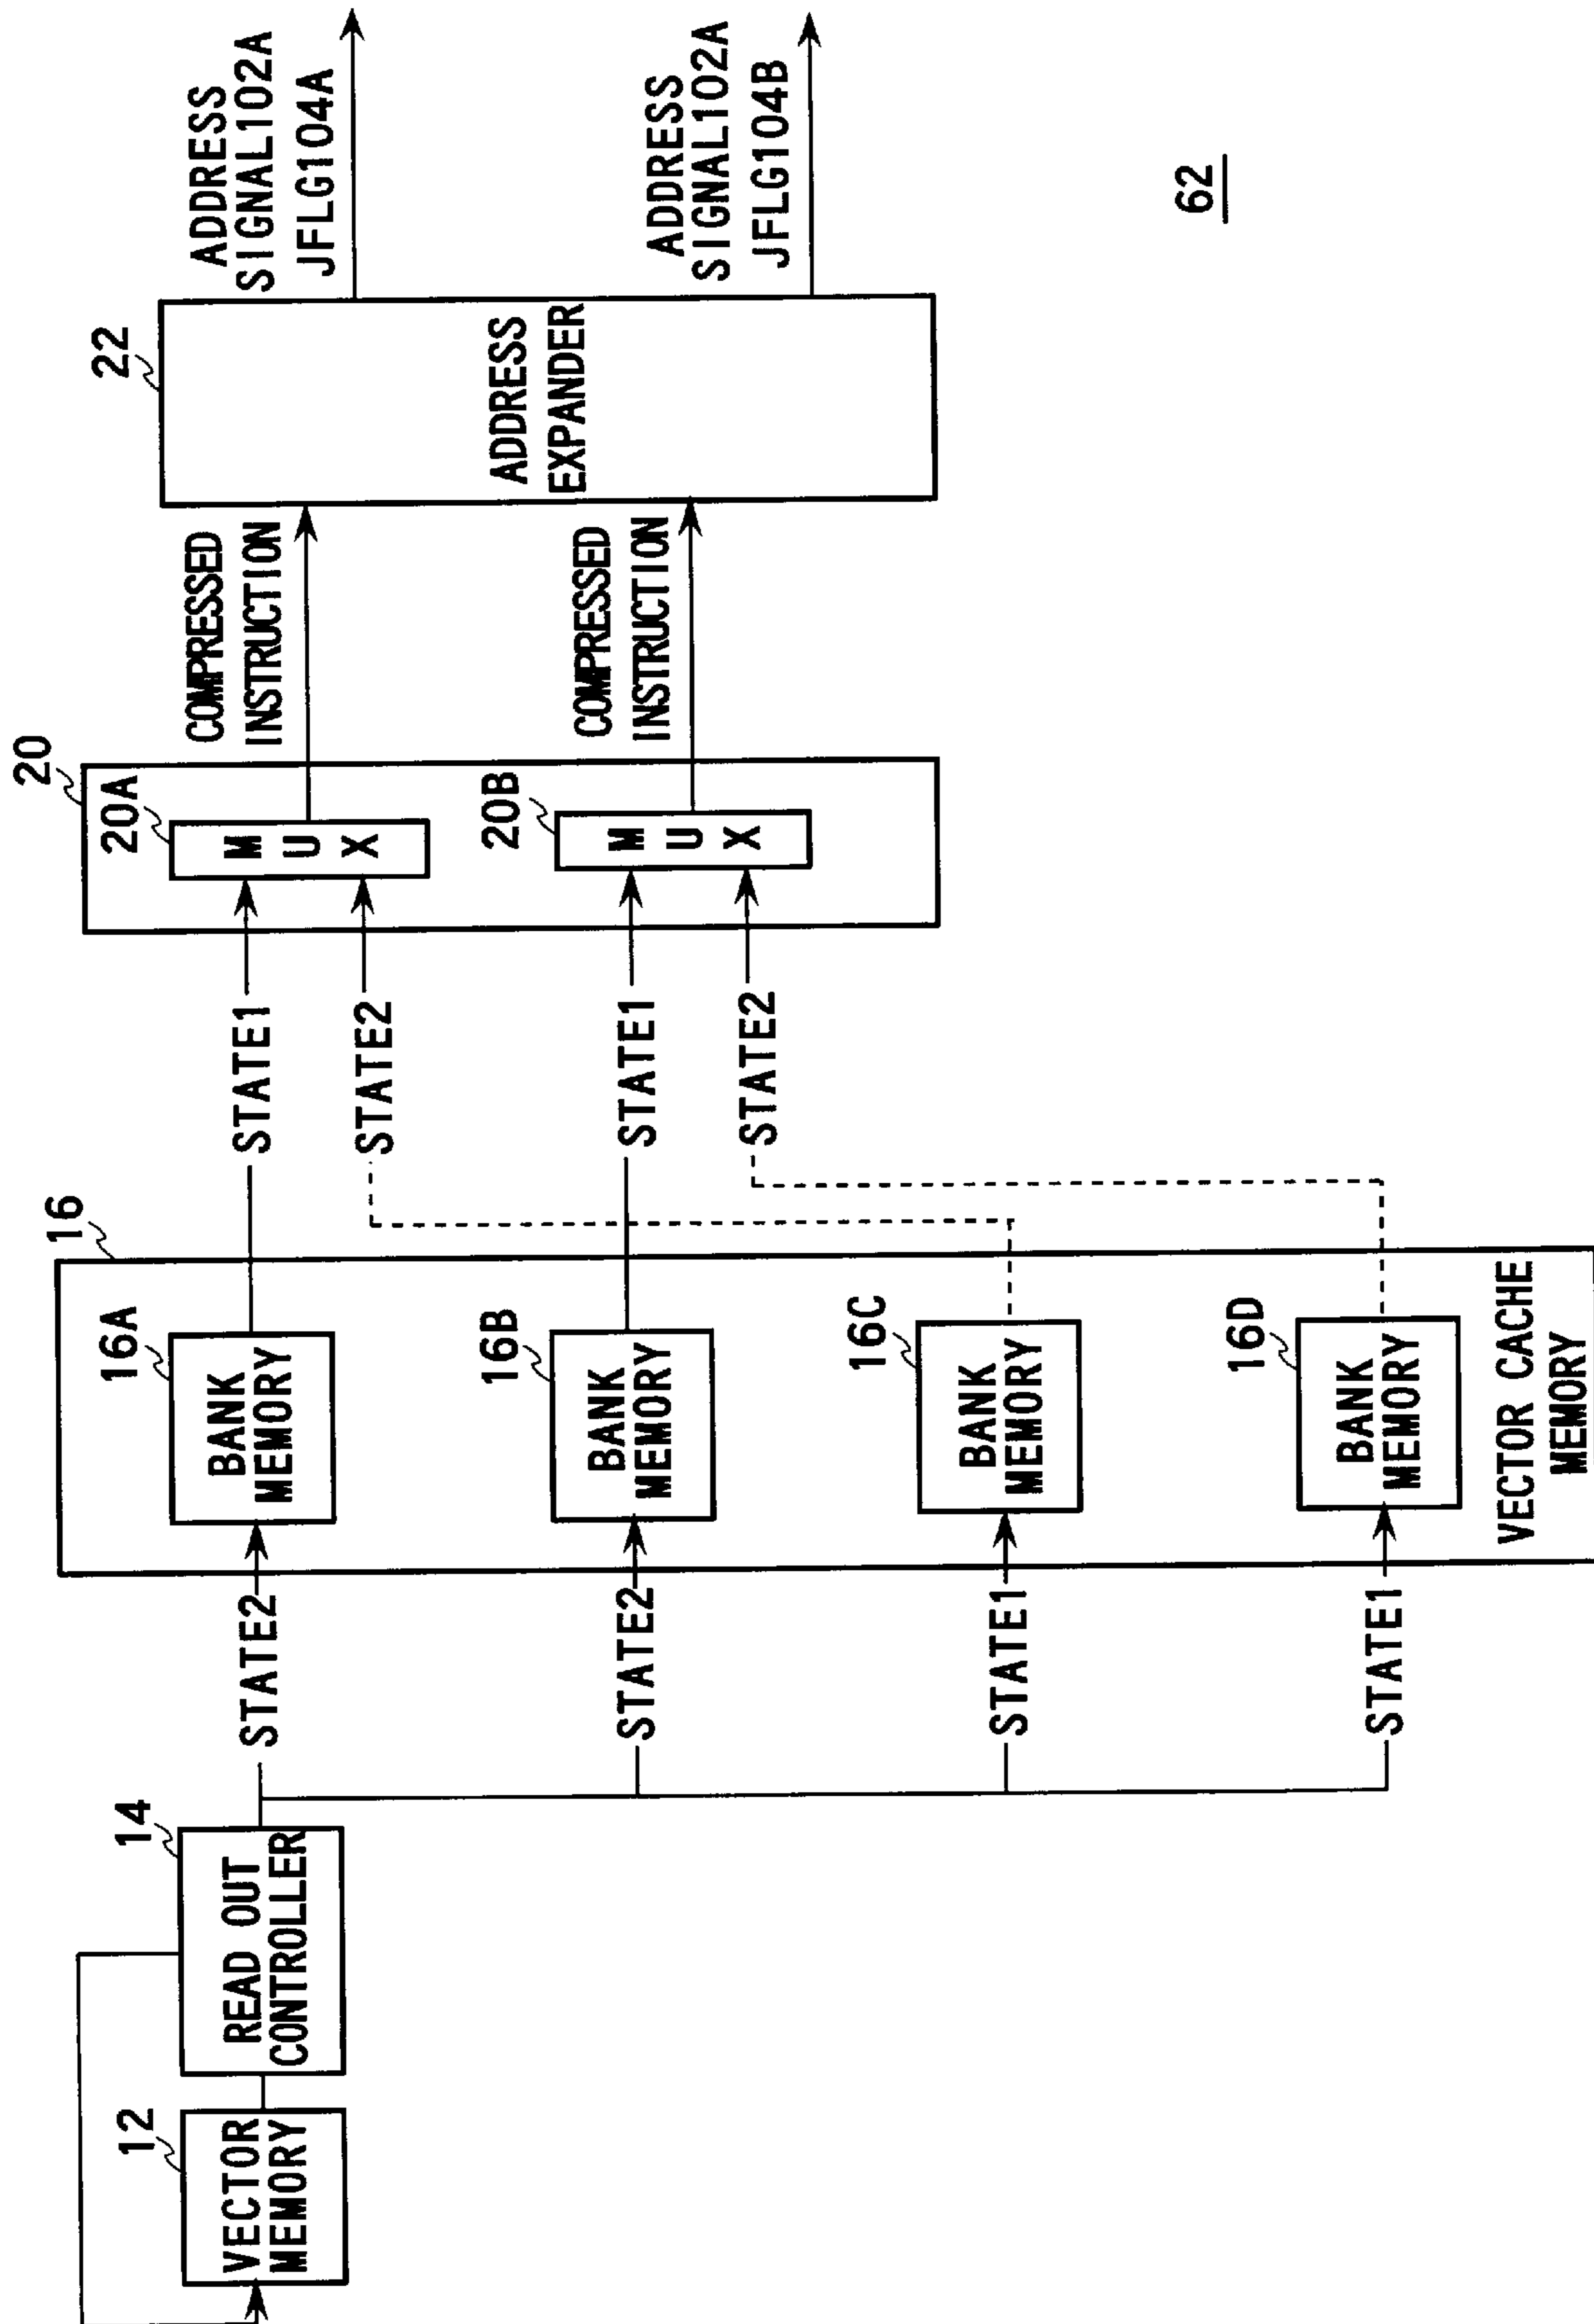 12
VECTOR
MEMORY
14
READ OUT
CONTROLLER
STATE2
STATE2
STATE1
STATE1
16
16A
BANK
MEMORY
16B
BANK
MEMORY
16C
BANK
MEMORY
16D
BANK
MEMORY
VECTOR CACHE
MEMORY
STATE1
STATE2
STATE1
STATE2
20
20A
M
U
X
20B
M
U
X
COMPRESSED
INSTRUCTION
COMPRESSED
INSTRUCTION
22
ADDRESS
EXPANDER
ADDRESS
SIGNAL102A
JFLG104A
ADDRESS
SIGNAL102A
JFLG104B
62